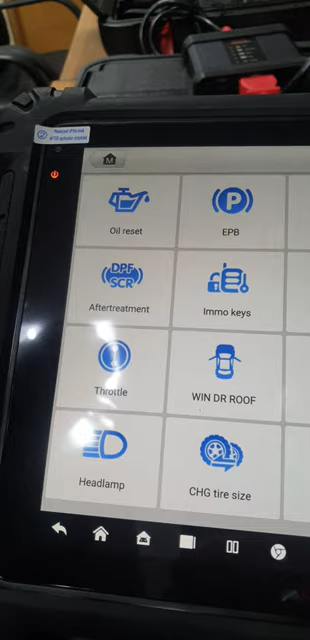 M
Oil reset
P
EPB
DPF
SCR
Aftertreatment
Immo keys
Throttle
WIN DR ROOF
Headlamp
CHG tire size